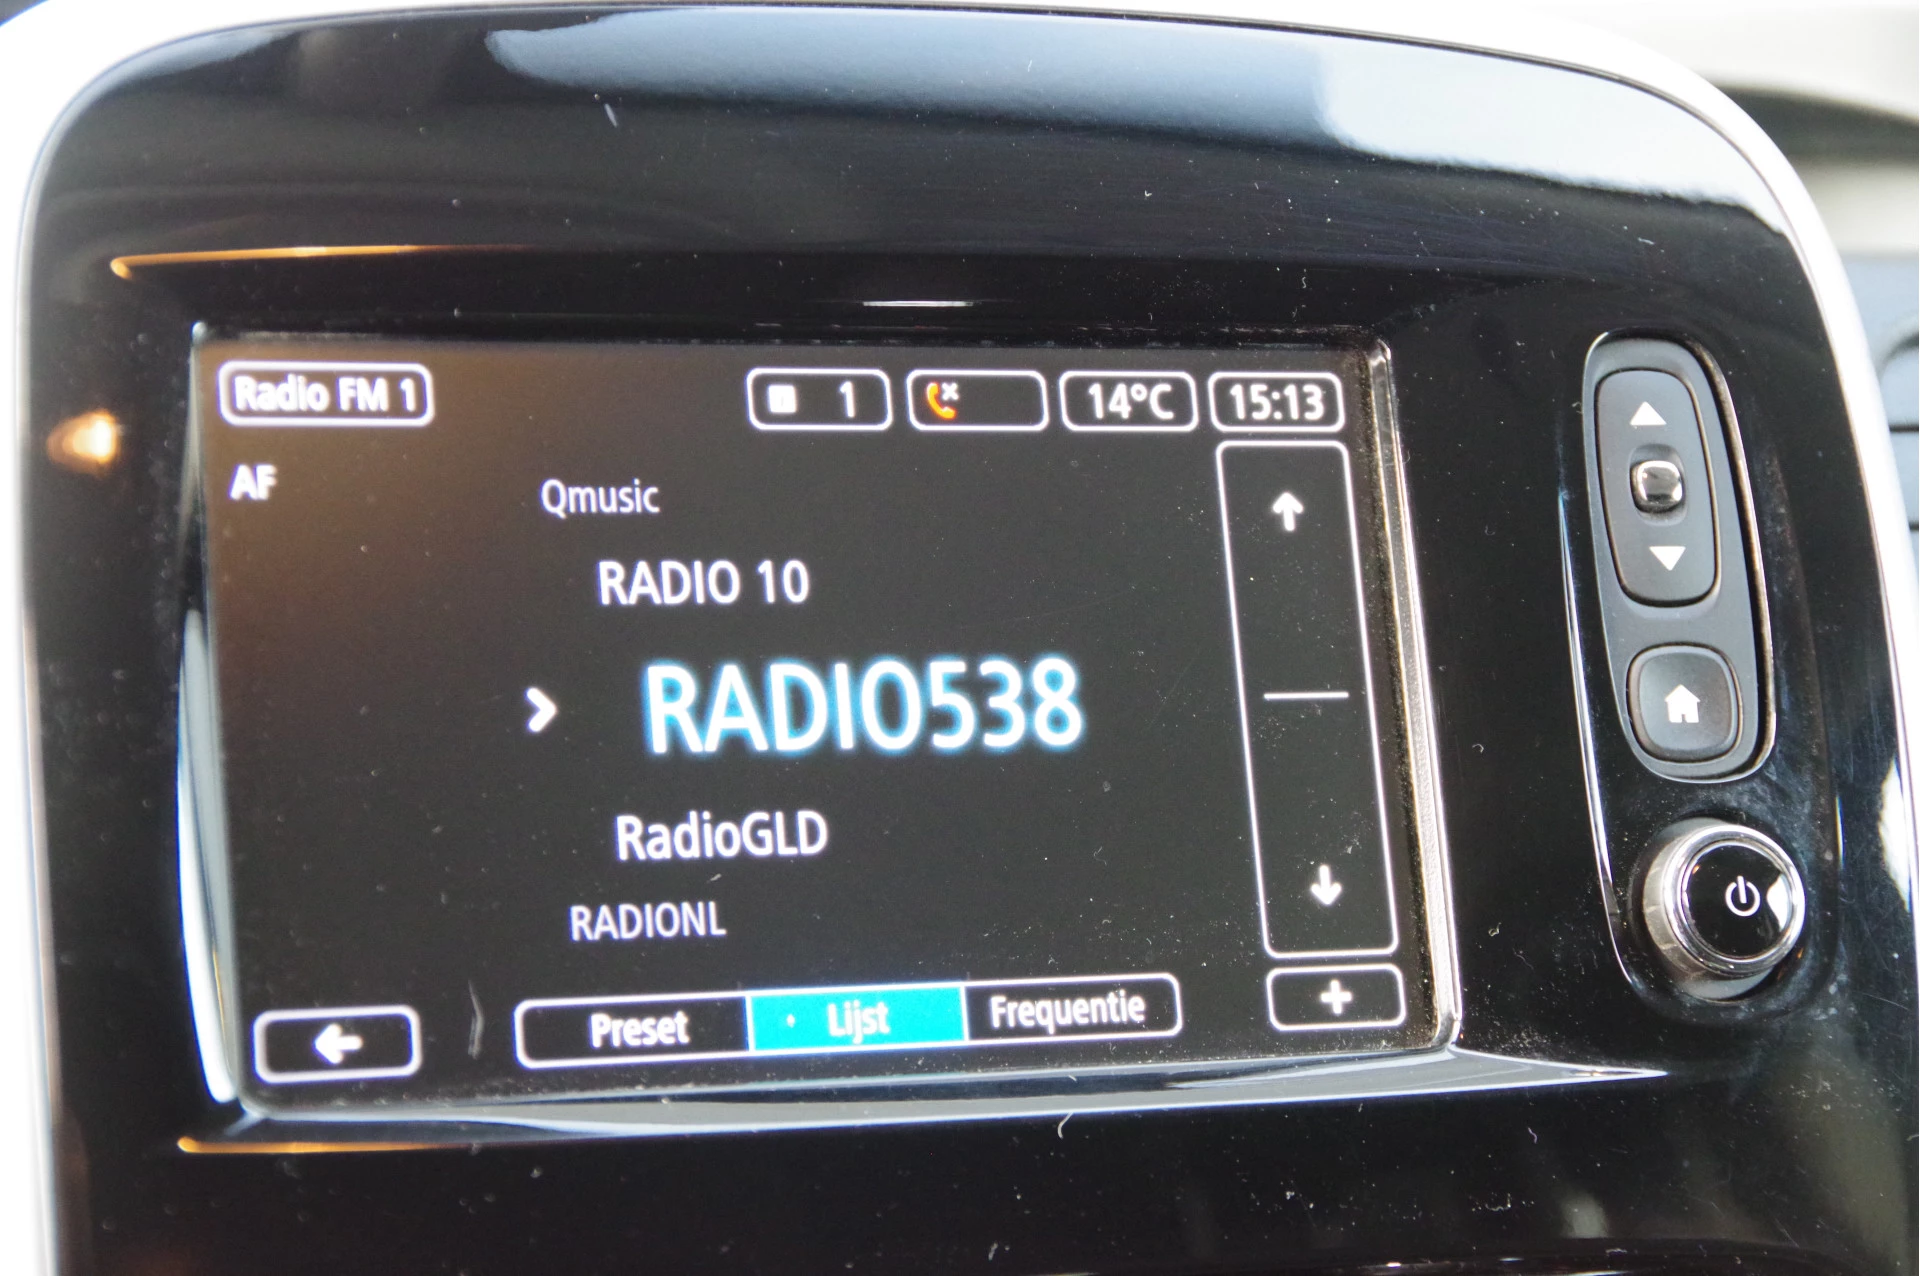 Radio FM 1
1
14°C
15:13
AF
Qmusic
RADIO 10
RADIO538
RadioGLD
RADIONL
Preset
Lijst
Frequentie